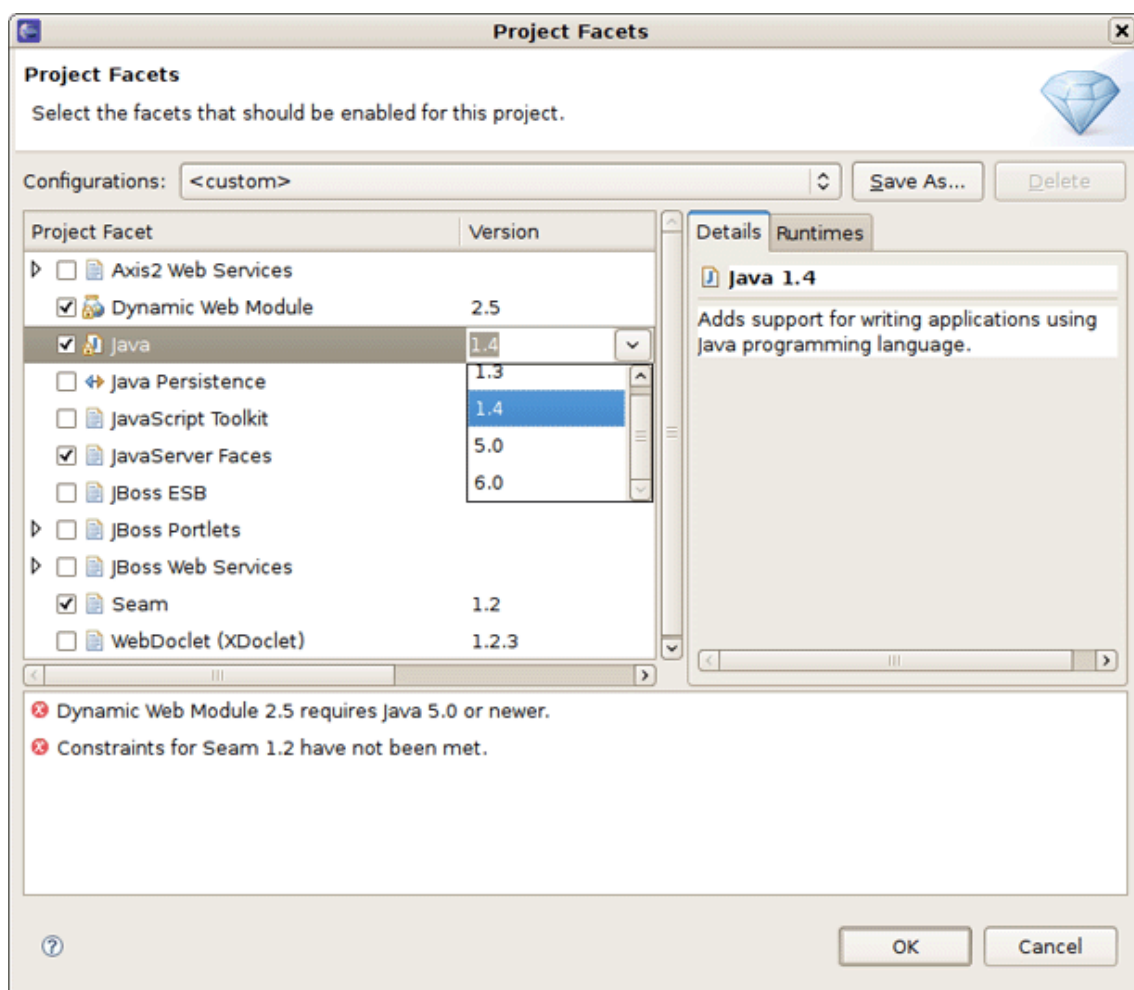 Project Facets
Project Facets
Select the facets that should be enabled for this project.
Configurations: <custom> Save As... Delete
Project Facet Version
Details Runtimes
Axis2 Web Services
Dynamic Web Module 2.5
Java 1.4
Java Persistence
JavaScript Toolkit
JavaServer Faces
JBoss ESB
JBoss Portlets
JBoss Web Services
Seam 1.2
WebDoclet (XDoclet) 1.2.3
1.3
1.4
5.0
6.0
Java 1.4
Adds support for writing applications using
Java programming language.
Dynamic Web Module 2.5 requires Java 5.0 or newer.
Constraints for Seam 1.2 have not been met.
OK Cancel